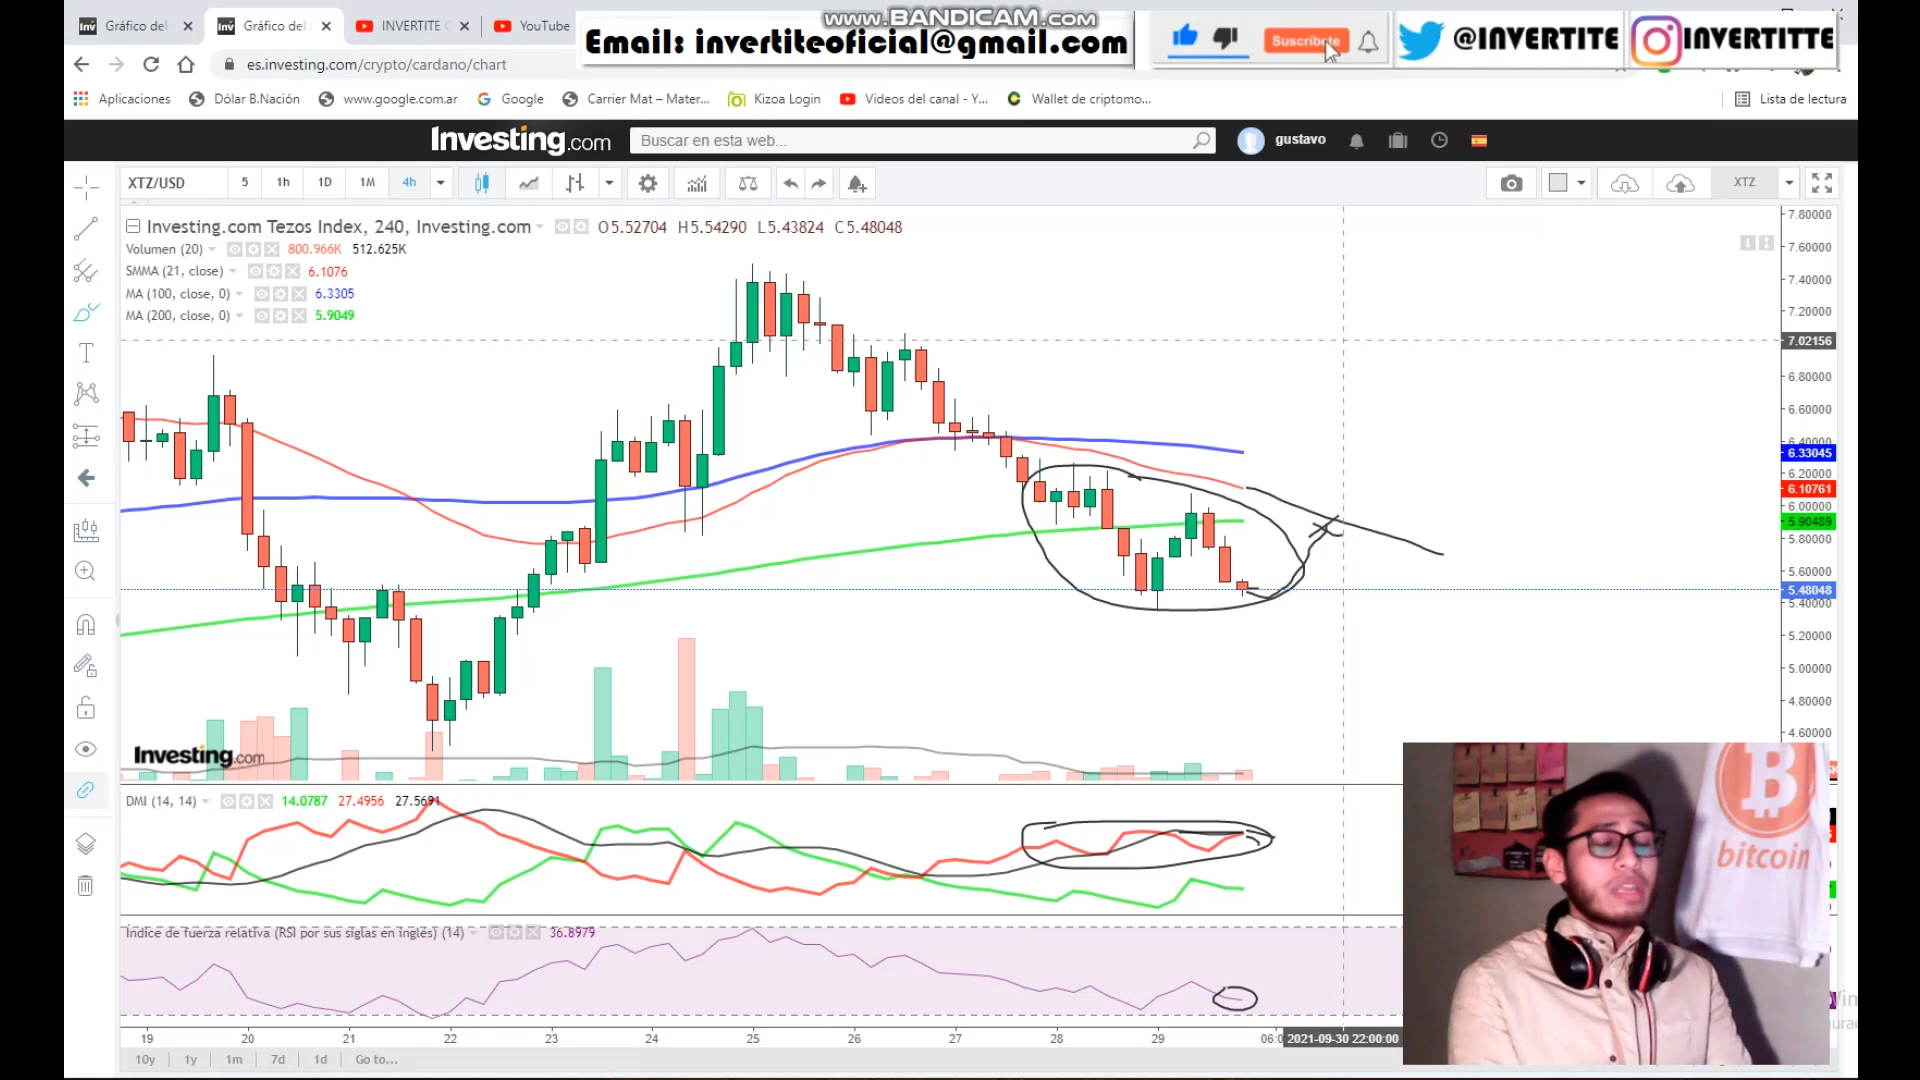 www.BANDICAM.com
Gráfico del
Gráfico del
INVERTITE
YouTube
Email: invertiteoficial@gmail.com
Suscribete
@INVERTITE
INVERTITTE
es.investing.com/crypto/cardano/chart
Aplicaciones
Dólar B.Nación
www.google.com.ar
Google
Carrier Mat – Mater...
Kizoa Login
Videos del canal - Y...
Wallet de criptomo...
Lista de lectura
Investing.com
Buscar en esta web...
gustavo
XTZ/USD 5 1h 1D 1M 4h
XTZ
Investing.com Tezos Index, 240, Investing.com O5.52704 H5.54290 L5.43824 C5.48048
Volumen (20) 800.966K 512.625K
SMMA (21, close) 6.1076
MA (100, close, 0) 6.3305
MA (200, close, 0) 5.9049
7.80000
7.60000
7.40000
7.20000
7.02156
6.80000
6.60000
6.40000
6.33045
6.20000
6.10761
6.00000
5.90489
5.80000
5.60000
5.48048
5.40000
5.20000
5.00000
4.80000
4.60000
Investing.com
DMI (14, 14) 14.0787 27.4956 27.5691
Índice de fuerza relativa (RSI por sus siglas en inglés) (14) 36.8979
bitcoin
19 20 21 22 23 24 25 26 27 28 29 06:0 2021-09-30 22:00:00
10y 1y 1m 7d 1d Go to...